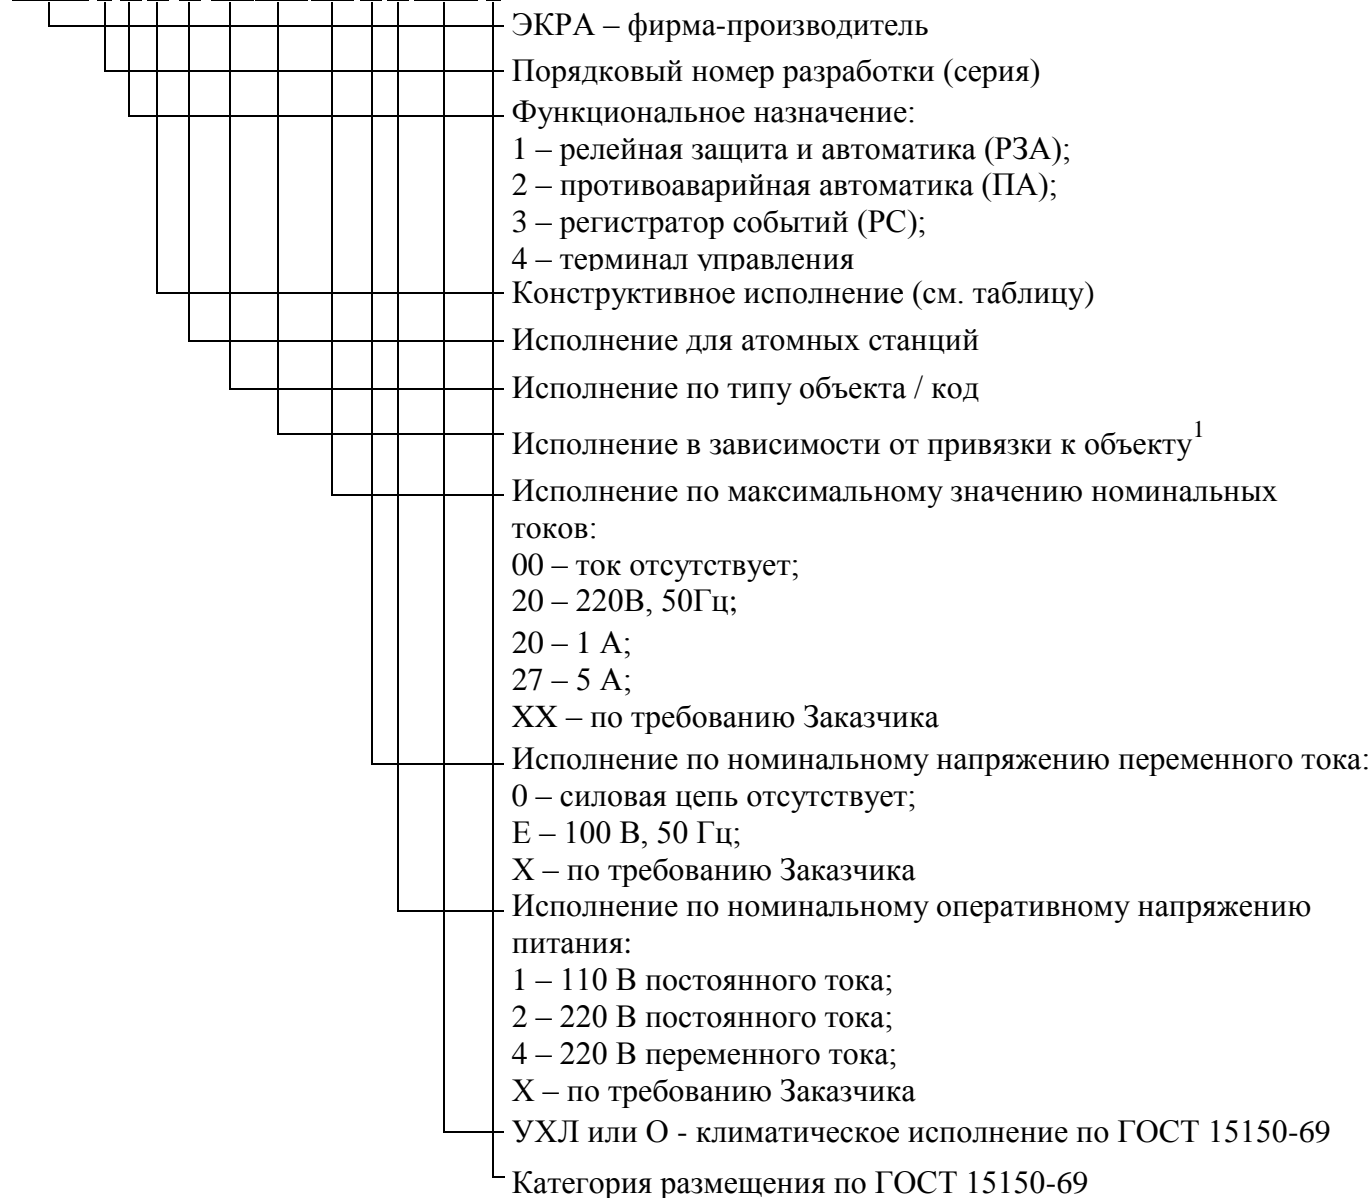 ЭКРА – фирма-производитель
Порядковый номер разработки (серия)
Функциональное назначение:
1 – релейная защита и автоматика (РЗА);
2 – противоаварийная автоматика (ПА);
3 – регистратор событий (РС);
4 – терминал управления
Конструктивное исполнение (см. таблицу)
Исполнение для атомных станций
Исполнение по типу объекта / код
Исполнение в зависимости от привязки к объекту¹
Исполнение по максимальному значению номинальных
токов:
00 – ток отсутствует;
20 – 220В, 50Гц;
20 – 1 А;
27 – 5 А;
ХХ – по требованию Заказчика
Исполнение по номинальному напряжению переменного тока:
0 – силовая цепь отсутствует;
Е – 100 В, 50 Гц;
Х – по требованию Заказчика
Исполнение по номинальному оперативному напряжению
питания:
1 – 110 В постоянного тока;
2 – 220 В постоянного тока;
4 – 220 В переменного тока;
Х – по требованию Заказчика
УХЛ или О - климатическое исполнение по ГОСТ 15150-69
Категория размещения по ГОСТ 15150-69